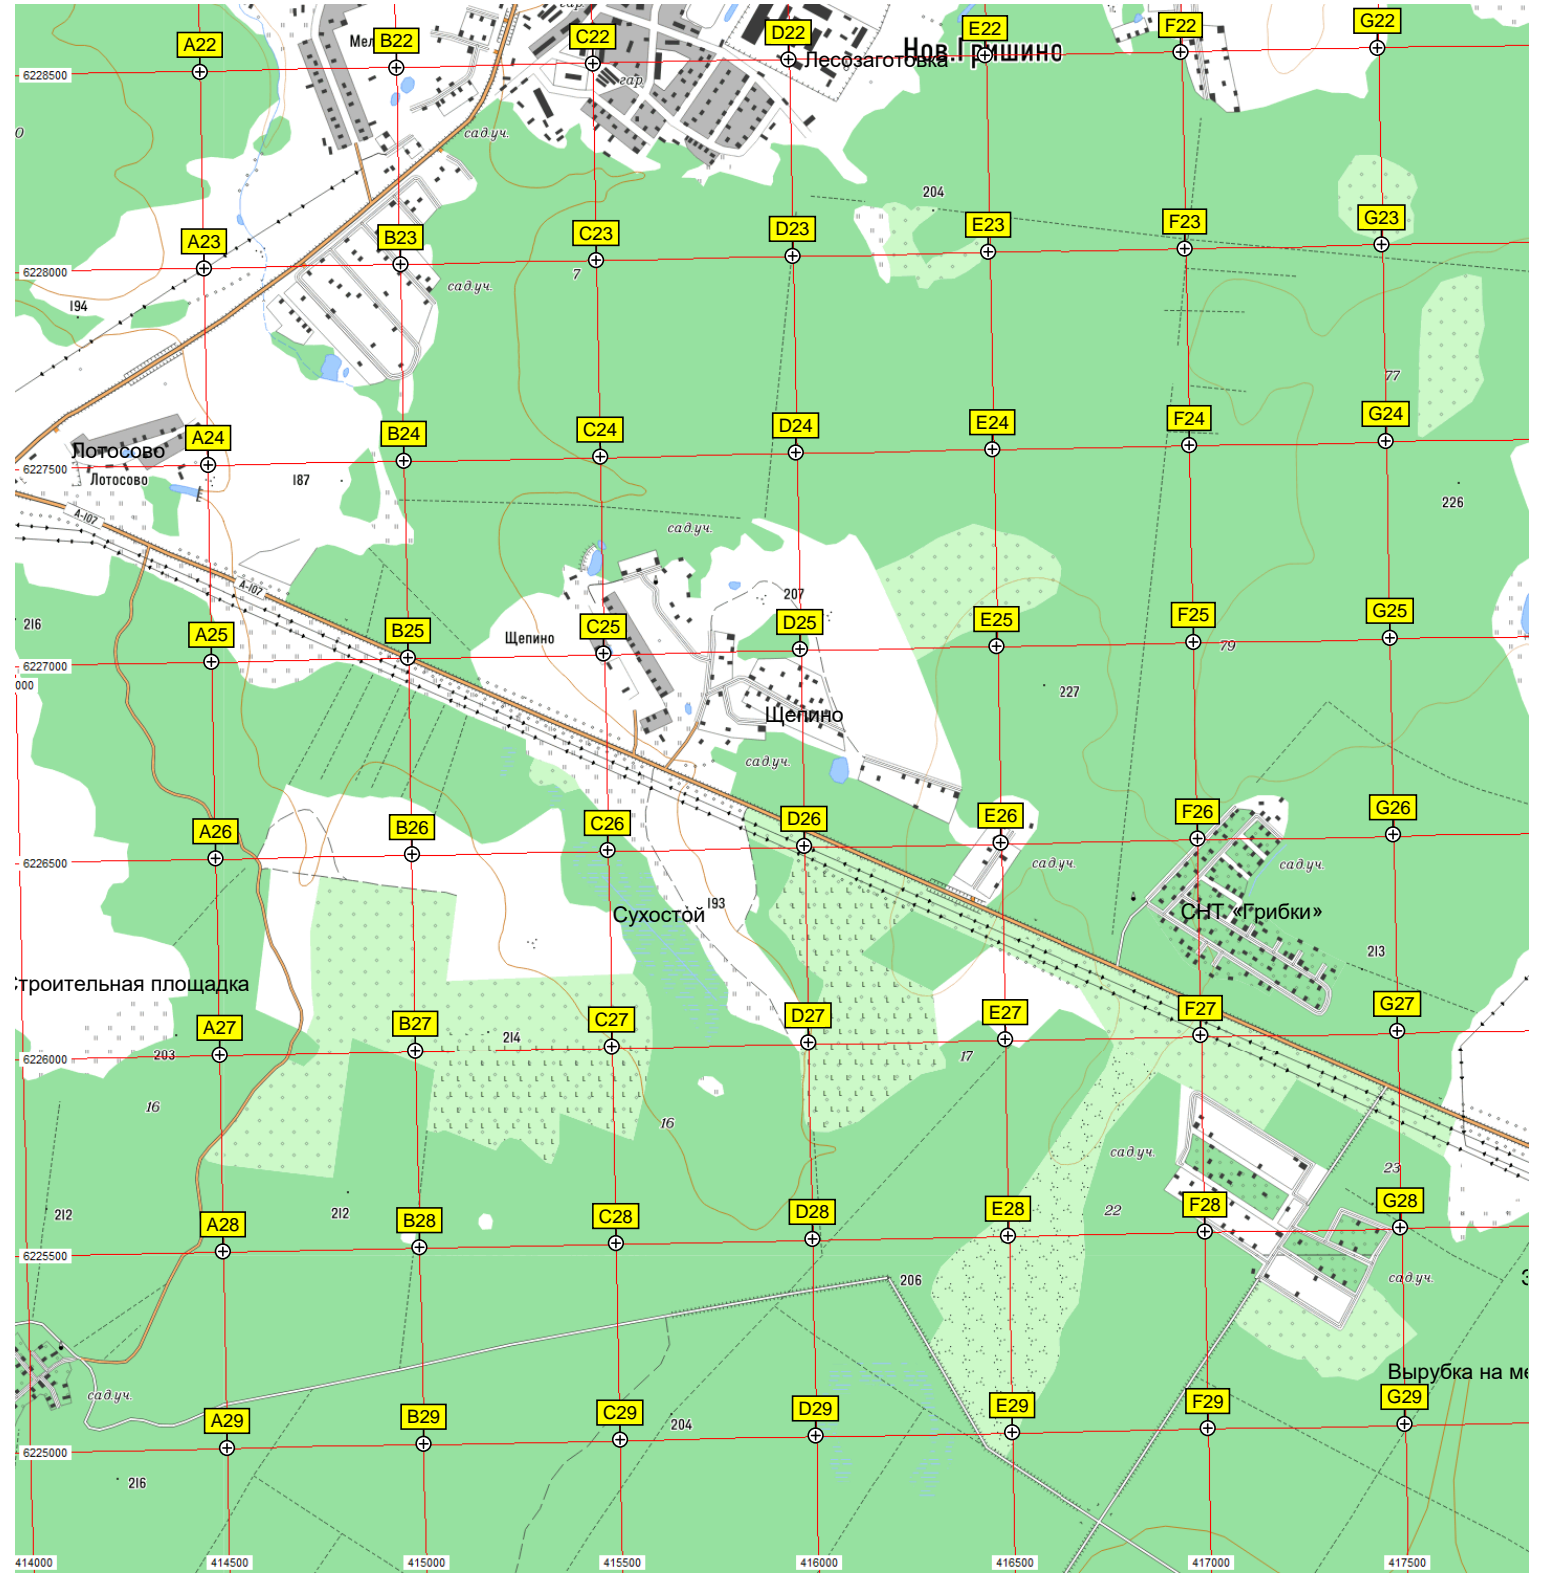 гар.
G22
F22
E22
D22
C22
B22
A22
Мел
Нов.Гришино
Лесозаготовка
6228500
гар.
сад.уч.
0
204
G23
F23
E23
D23
C23
B23
A23
6228000
7
сад.уч.
194
77
G24
F24
E24
D24
C24
B24
A24
Лотосово
6227500
Лотосово
187
226
А-107
сад.уч.
А-107
207
216
G25
F25
E25
D25
C25
B25
A25
Щепино
79
6227000
000
227
Щепино
сад.уч.
G26
F26
E26
D26
C26
B26
A26
6226500
сад.уч.
сад.уч.
193
Сухостой
СНТ «Грибки»
213
Строительная площадка
G27
F27
E27
D27
C27
B27
A27
214
203
17
6226000
16
16
сад.уч.
23
212
212
22
G28
F28
E28
D28
C28
B28
A28
6225500
206
сад.уч.
З
Вырубка на ме
сад.уч.
G29
F29
E29
D29
C29
B29
A29
204
6225000
216
414000
414500
415000
415500
416000
416500
417000
417500